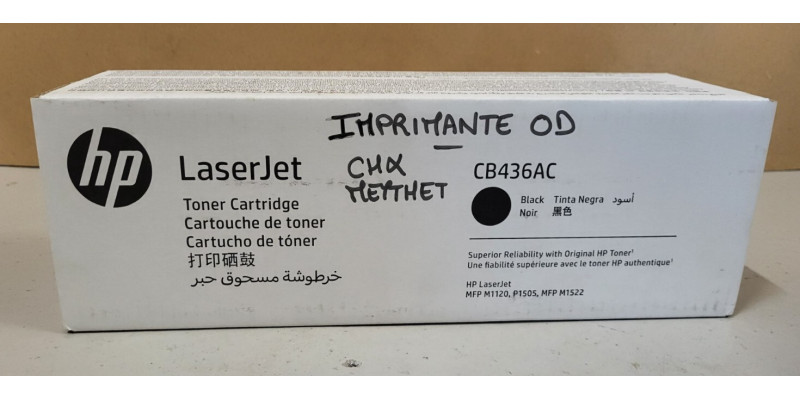 IMPRIMANTE OD
CHX
MEYTHET
hp
LaserJet
Toner Cartridge
Cartouche de toner
Cartucho de tóner
打印硒鼓
خرطوشة مسحوق حبر
CB436AC
Black Tinta Negra أسود
Noir 黑色
Superior Reliability with Original HP Toner¹
Une fiabilité supérieure avec le toner HP authentique¹
HP LaserJet
MFP M1120, P1505, MFP M1522